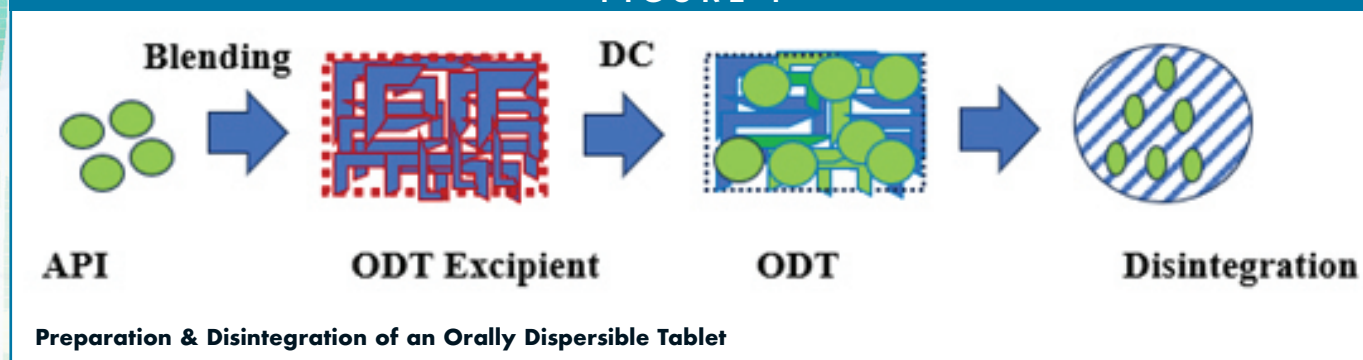 Blending DC
API ODT Excipient ODT Disintegration
Preparation & Disintegration of an Orally Dispersible Tablet